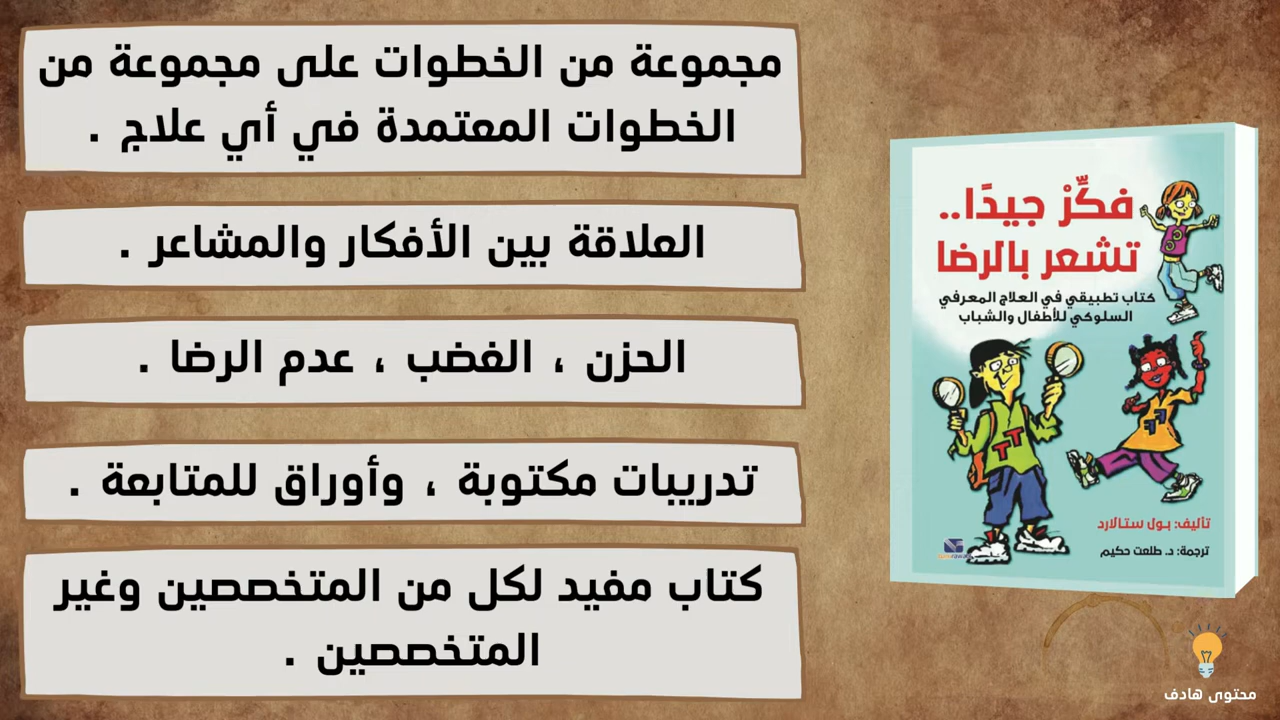 مجموعة من الخطوات على مجموعة من
الخطوات المعتمدة في أي علاج .
العلاقة بين الأفكار والمشاعر .
الحزن ، الغضب ، عدم الرضا .
تدريبات مكتوبة ، وأوراق للمتابعة .
كتاب مفيد لكل من المتخصصين وغير
المتخصصين .
فكِّرْ جيدًا..
تشعر بالرضا
كتاب تطبيقي في العلاج المعرفي
السلوكي للأطفال والشباب
تأليف: بول ستالارد
ترجمة: د. طلعت حكيم
محتوى هادف